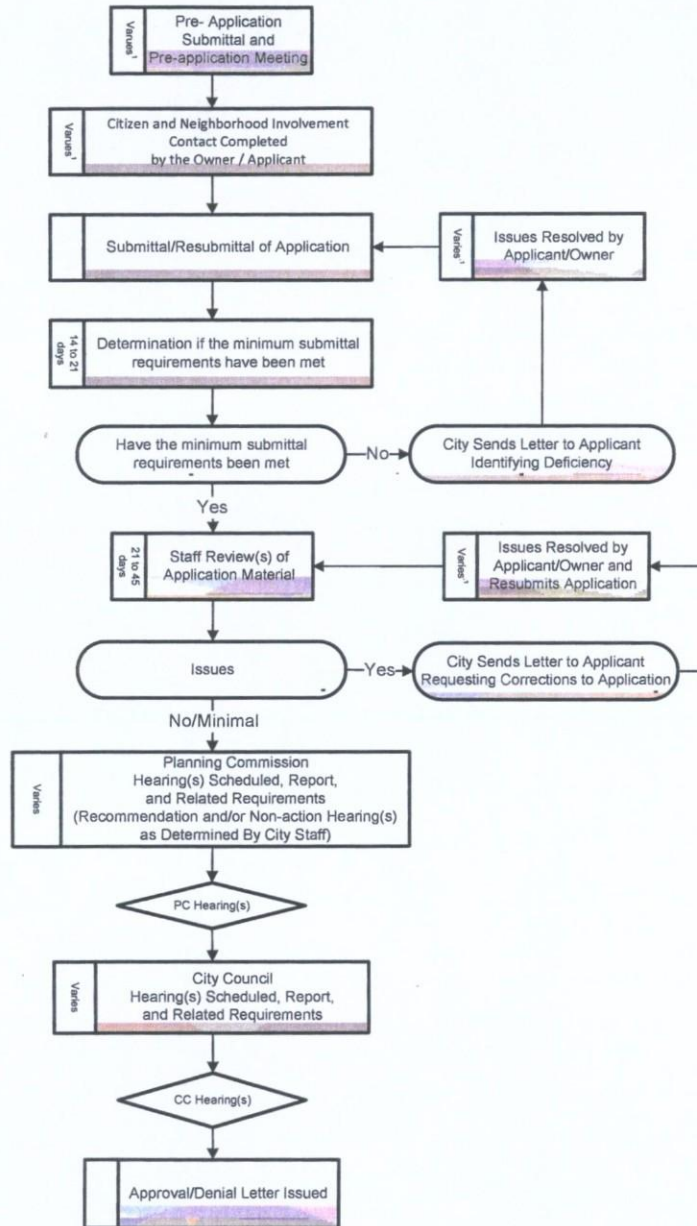 Pre- Application
Submittal and
Pre-application Meeting
Varues¹
Citizen and Neighborhood Involvement
Contact Completed
by the Owner / Applicant
Varues¹
Submittal/Resubmittal of Application
Issues Resolved by
Applicant/Owner
Varies¹
Determination if the minimum submittal
requirements have been met
14 to 21
days
Have the minimum submittal
requirements been met
No
City Sends Letter to Applicant
Identifying Deficiency
Yes
Staff Review(s) of
Application Material
21 to 45
days
Issues Resolved by
Applicant/Owner and
Resubmits Application
Varies¹
Issues
Yes
City Sends Letter to Applicant
Requesting Corrections to Application
No/Minimal
Planning Commission
Hearing(s) Scheduled, Report,
and Related Requirements
(Recommendation and/or Non-action Hearing(s)
as Determined By City Staff)
Varies
PC Hearing(s)
City Council
Hearing(s) Scheduled, Report,
and Related Requirements
Varies
CC Hearing(s)
Approval/Denial Letter Issued